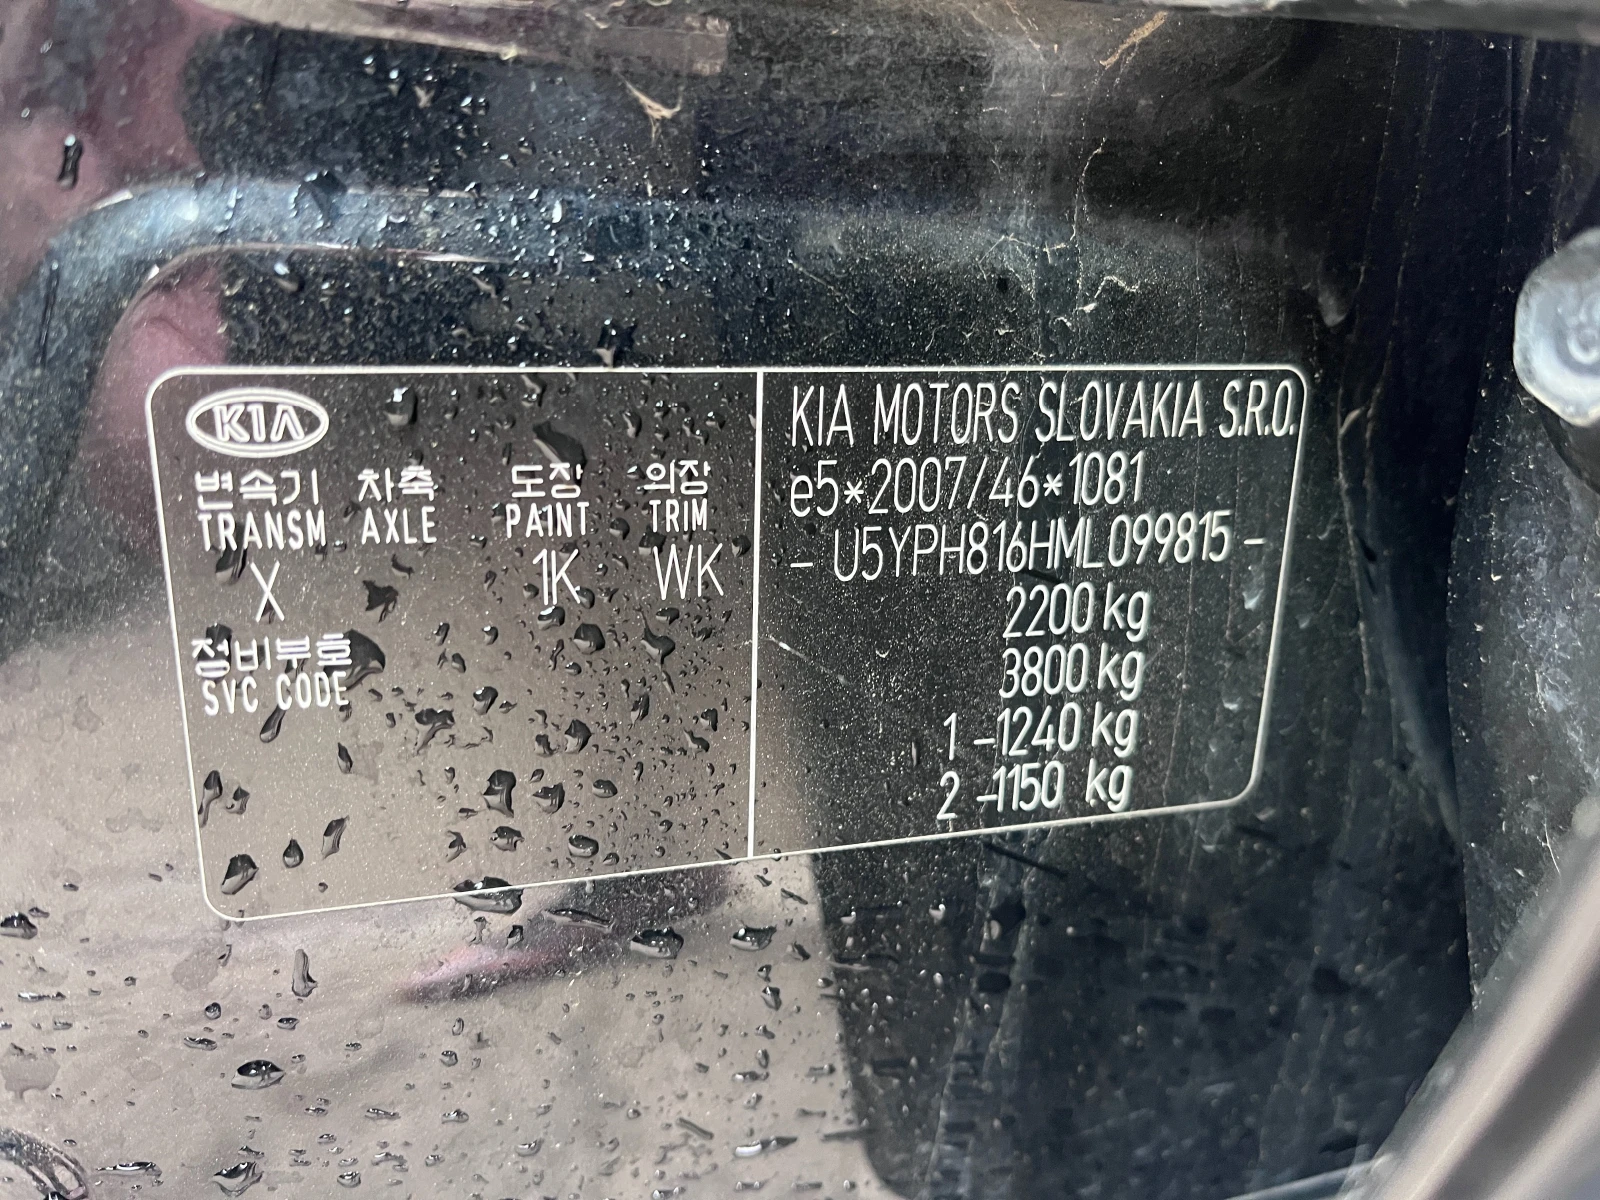 KIA
변속기 차축 도장 의장
TRANSM. AXLE PAINT TRIM
X 1K WK
정비부호
SVC CODE
KIA MOTORS SLOVAKIA S.R.O.
e5*2007/46*1081
- U5YPH816HML099815 -
2200 kg
3800 kg
1 -1240 kg
2 -1150 kg